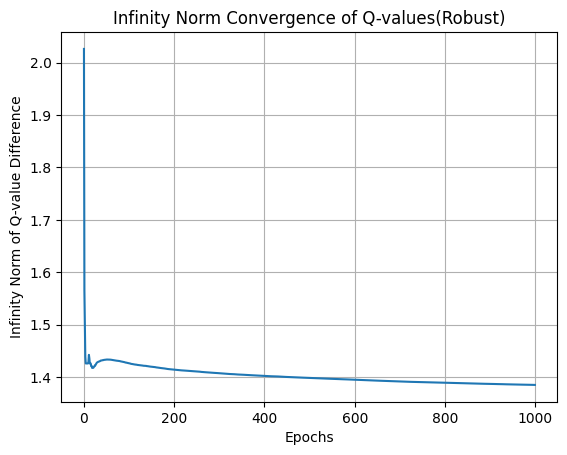 Infinity Norm Convergence of Q-values(Robust)
Infinity Norm of Q-value Difference
2.0
1.9
1.8
1.7
1.6
1.5
1.4
0 200 400 600 800 1000
Epochs